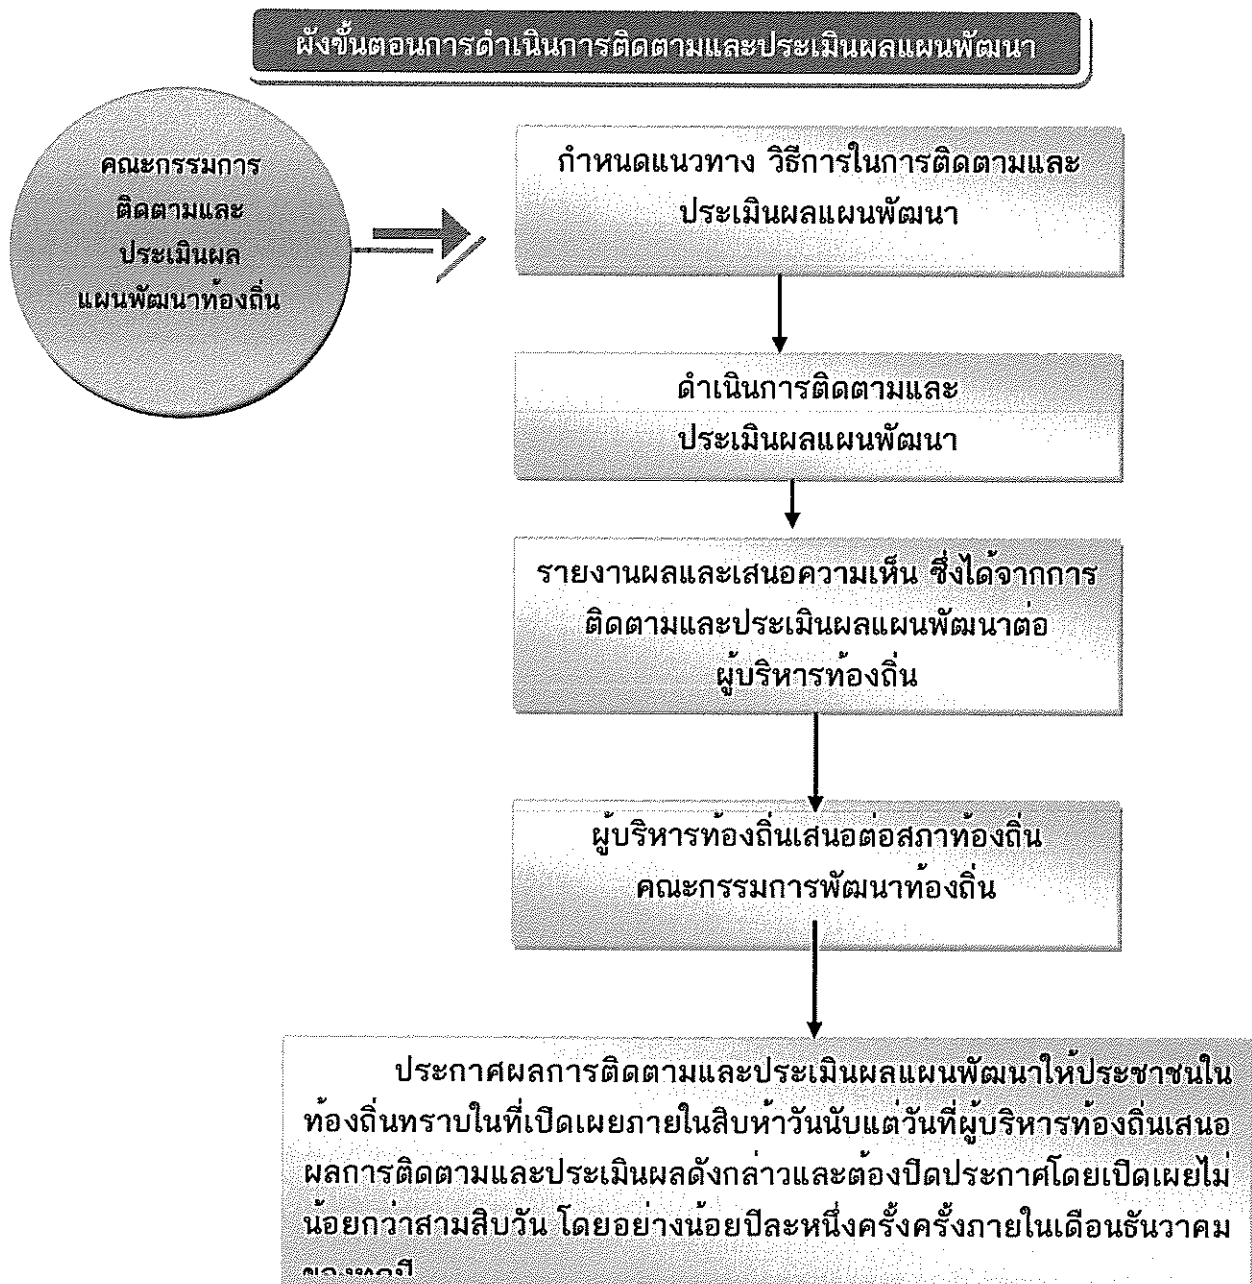 ผังขั้นตอนการดำเนินการติดตามและประเมินผลแผนพัฒนา
คณะกรรมการ
ติดตามและ
ประเมินผล
แผนพัฒนาท้องถิ่น
กำหนดแนวทาง วิธีการในการติดตามและ
ประเมินผลแผนพัฒนา
ดำเนินการติดตามและ
ประเมินผลแผนพัฒนา
รายงานผลและเสนอความเห็น ซึ่งได้จากการ
ติดตามและประเมินผลแผนพัฒนาต่อ
ผู้บริหารท้องถิ่น
ผู้บริหารท้องถิ่นเสนอต่อสภาท้องถิ่น
คณะกรรมการพัฒนาท้องถิ่น
ประกาศผลการติดตามและประเมินผลแผนพัฒนาให้ประชาชนใน
ท้องถิ่นทราบในที่เปิดเผยภายในสิบห้าวันนับแต่วันที่ผู้บริหารท้องถิ่นเสนอ
ผลการติดตามและประเมินผลดังกล่าวและต้องปิดประกาศโดยเปิดเผยไม่
น้อยกว่าสามสิบวัน โดยอย่างน้อยปีละหนึ่งครั้งครั้งภายในเดือนธันวาคม
ของทุกปี